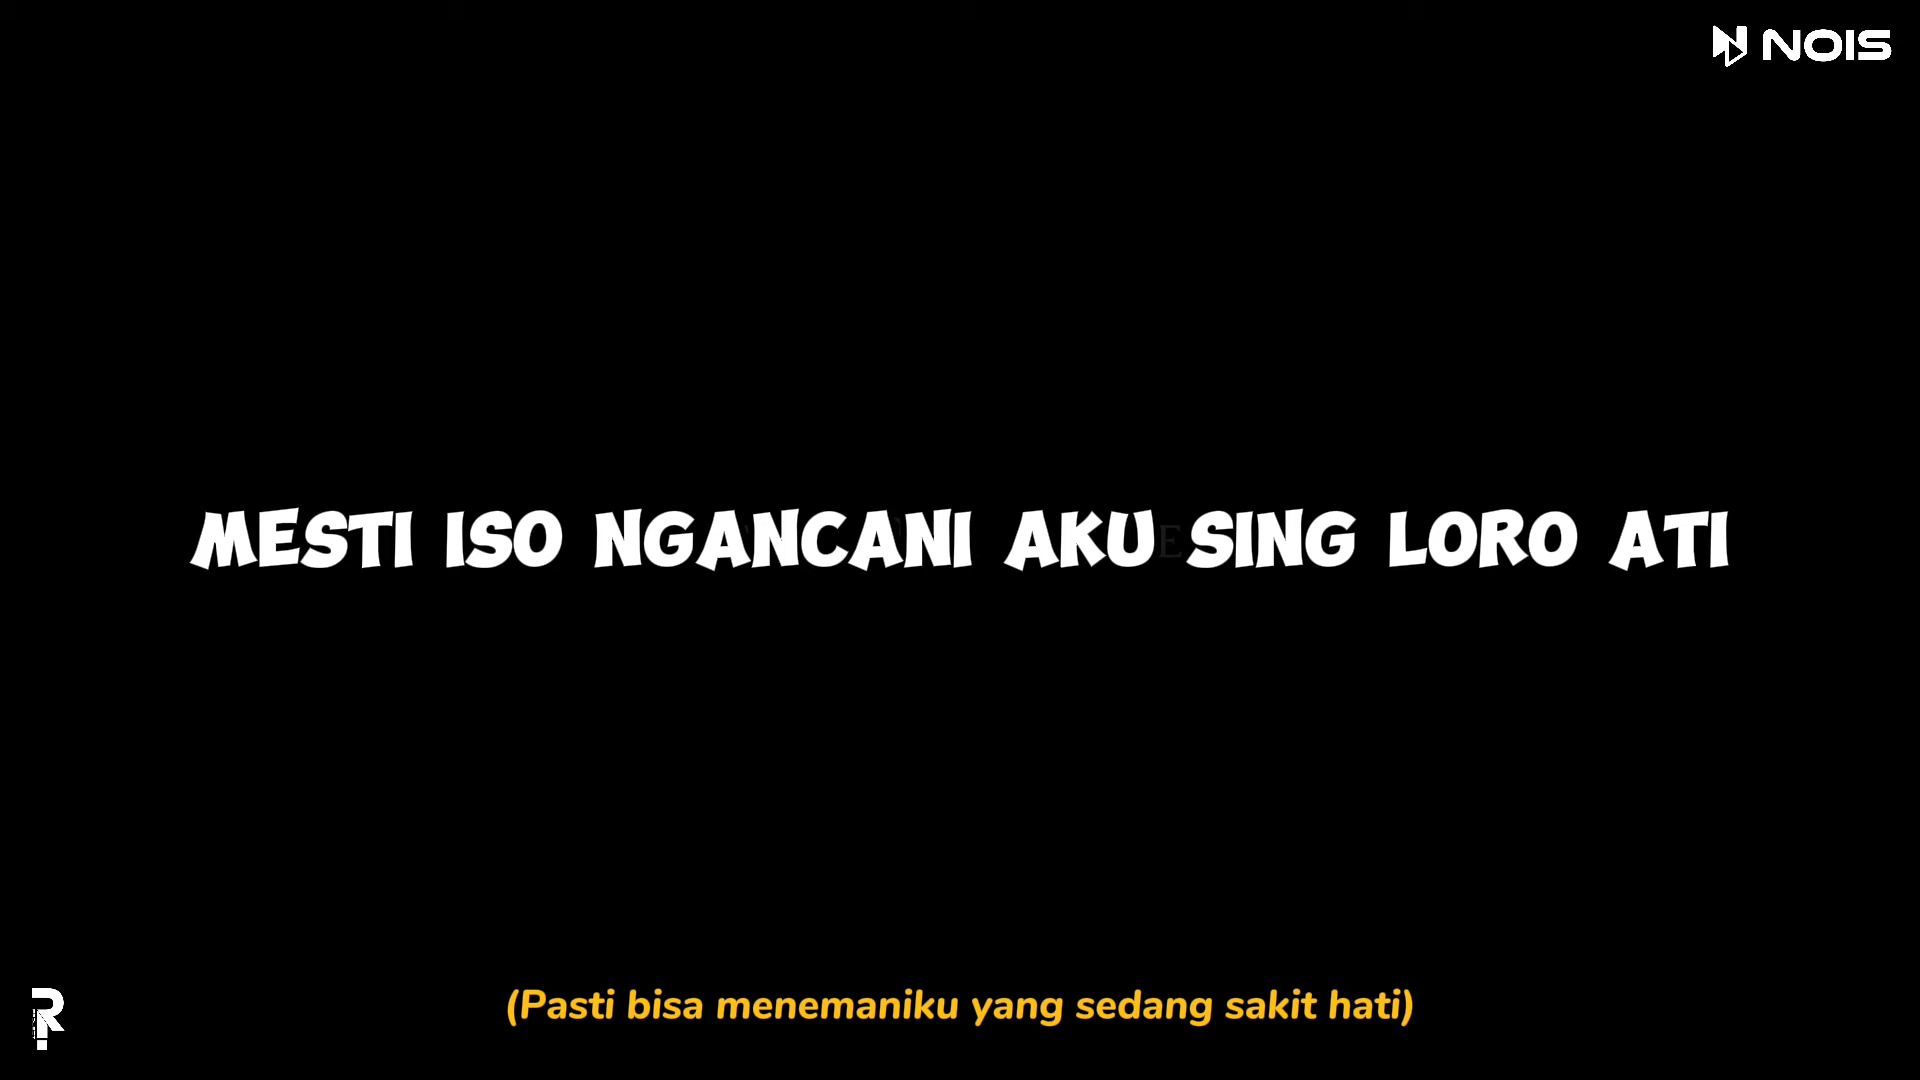 NOIS
MESTI ISO NGANCANI AKU SING LORO ATI
(Pasti bisa menemaniku yang sedang sakit hati)